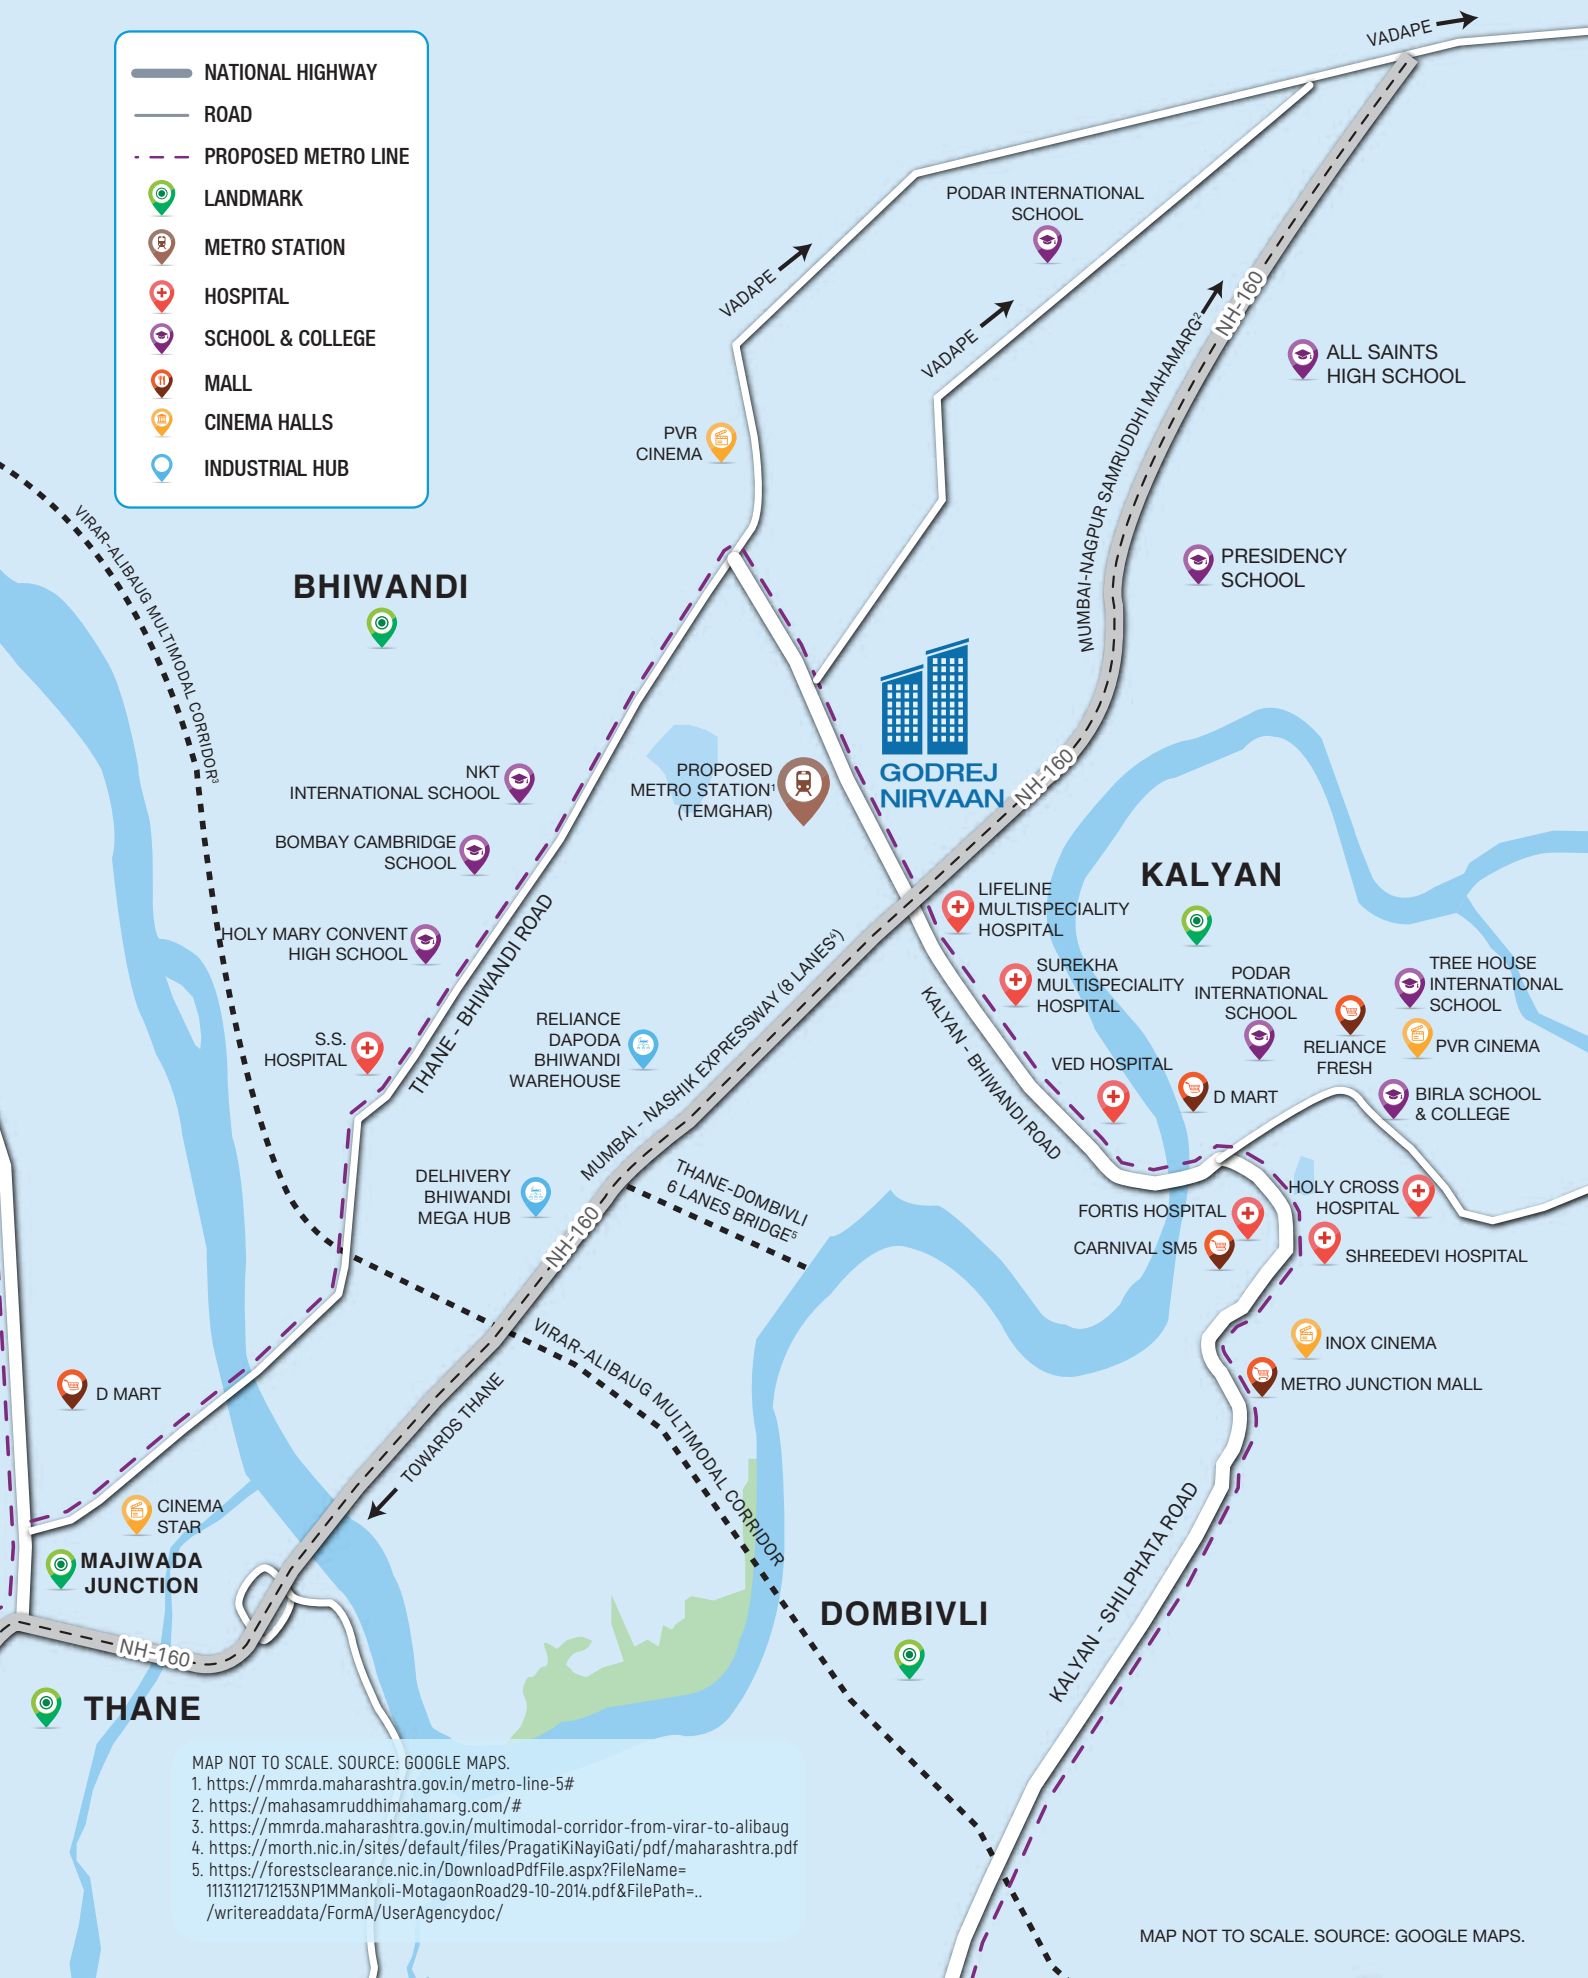 NATIONAL HIGHWAY
ROAD
PROPOSED METRO LINE
LANDMARK
METRO STATION
HOSPITAL
SCHOOL & COLLEGE
MALL
CINEMA HALLS
INDUSTRIAL HUB
VADAPE
PODAR INTERNATIONAL
SCHOOL
VADAPE
VADAPE
NH-160
MUMBAI-NAGPUR SAMRUDDHI MAHAMARG²
ALL SAINTS
HIGH SCHOOL
PVR
CINEMA
VIRAR-ALIBAUG MULTIMODAL CORRIDOR³
BHIWANDI
PRESIDENCY
SCHOOL
GODREJ
NIRVAAN
NH-160
PROPOSED
METRO STATION¹
(TEMGHAR)
NKT
INTERNATIONAL SCHOOL
BOMBAY CAMBRIDGE
SCHOOL
HOLY MARY CONVENT
HIGH SCHOOL
THANE - BHIWANDI ROAD
S.S.
HOSPITAL
RELIANCE
DAPODA
BHIWANDI
WAREHOUSE
MUMBAI - NASHIK EXPRESSWAY (8 LANES⁴)
KALYAN
LIFELINE
MULTISPECIALITY
HOSPITAL
SUREKHA
MULTISPECIALITY
HOSPITAL
KALYAN - BHIWANDI ROAD
PODAR
INTERNATIONAL
SCHOOL
TREE HOUSE
INTERNATIONAL
SCHOOL
RELIANCE
FRESH
PVR CINEMA
VED HOSPITAL
D MART
BIRLA SCHOOL
& COLLEGE
DELHIVERY
BHIWANDI
MEGA HUB
NH-160
THANE-DOMBIVLI
6 LANES BRIDGE⁵
FORTIS HOSPITAL
CARNIVAL SM5
HOLY CROSS
HOSPITAL
SHREEDEVI HOSPITAL
INOX CINEMA
METRO JUNCTION MALL
VIRAR-ALIBAUG MULTIMODAL CORRIDOR
TOWARDS THANE
D MART
CINEMA
STAR
MAJIWADA
JUNCTION
NH-160
THANE
DOMBIVLI
KALYAN - SHILPHATA ROAD
MAP NOT TO SCALE. SOURCE: GOOGLE MAPS.
1. https://mmrda.maharashtra.gov.in/metro-line-5#
2. https://mahasamruddhimahamarg.com/#
3. https://mmrda.maharashtra.gov.in/multimodal-corridor-from-virar-to-alibaug
4. https://morth.nic.in/sites/default/files/PragatiKiNayiGati/pdf/maharashtra.pdf
5. https://forestsclearance.nic.in/DownloadPdfFile.aspx?FileName=
11131121712153NP1MMankoli-MotagaonRoad29-10-2014.pdf&FilePath=..
/writereaddata/FormA/UserAgencydoc/
MAP NOT TO SCALE. SOURCE: GOOGLE MAPS.